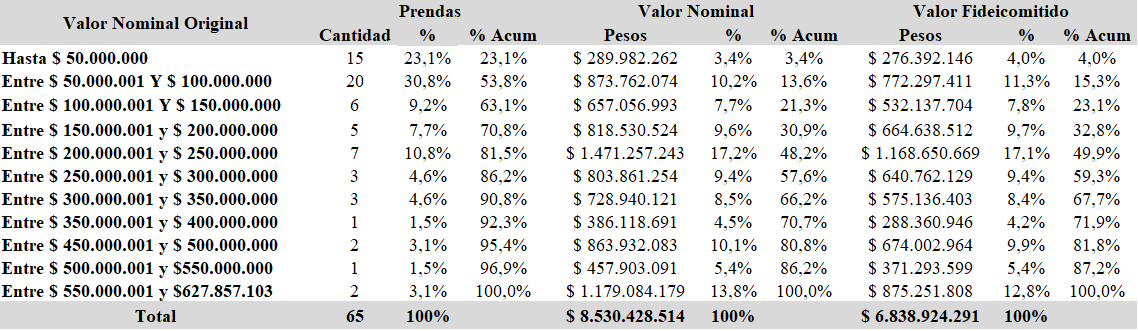 Valor Nominal Original Prendas Valor Nominal Valor Fideicomitido
Cantidad % % Acum Pesos % % Acum Pesos % % Acum
Hasta $ 50.000.000 15 23,1% 23,1% $ 289.982.262 3,4% 3,4% $ 276.392.146 4,0% 4,0%
Entre $ 50.000.001 Y $ 100.000.000 20 30,8% 53,8% $ 873.762.074 10,2% 13,6% $ 772.297.411 11,3% 15,3%
Entre $ 100.000.001 Y $ 150.000.000 6 9,2% 63,1% $ 657.056.993 7,7% 21,3% $ 532.137.704 7,8% 23,1%
Entre $ 150.000.001 y $ 200.000.000 5 7,7% 70,8% $ 818.530.524 9,6% 30,9% $ 664.638.512 9,7% 32,8%
Entre $ 200.000.001 y $ 250.000.000 7 10,8% 81,5% $ 1.471.257.243 17,2% 48,2% $ 1.168.650.669 17,1% 49,9%
Entre $ 250.000.001 y $ 300.000.000 3 4,6% 86,2% $ 803.861.254 9,4% 57,6% $ 640.762.129 9,4% 59,3%
Entre $ 300.000.001 y $ 350.000.000 3 4,6% 90,8% $ 728.940.121 8,5% 66,2% $ 575.136.403 8,4% 67,7%
Entre $ 350.000.001 y $ 400.000.000 1 1,5% 92,3% $ 386.118.691 4,5% 70,7% $ 288.360.946 4,2% 71,9%
Entre $ 450.000.001 y $ 500.000.000 2 3,1% 95,4% $ 863.932.083 10,1% 80,8% $ 674.002.964 9,9% 81,8%
Entre $ 500.000.001 y $550.000.000 1 1,5% 96,9% $ 457.903.091 5,4% 86,2% $ 371.293.599 5,4% 87,2%
Entre $ 550.000.001 y $627.857.103 2 3,1% 100,0% $ 1.179.084.179 13,8% 100,0% $ 875.251.808 12,8% 100,0%
Total 65 100% $ 8.530.428.514 100% $ 6.838.924.291 100%